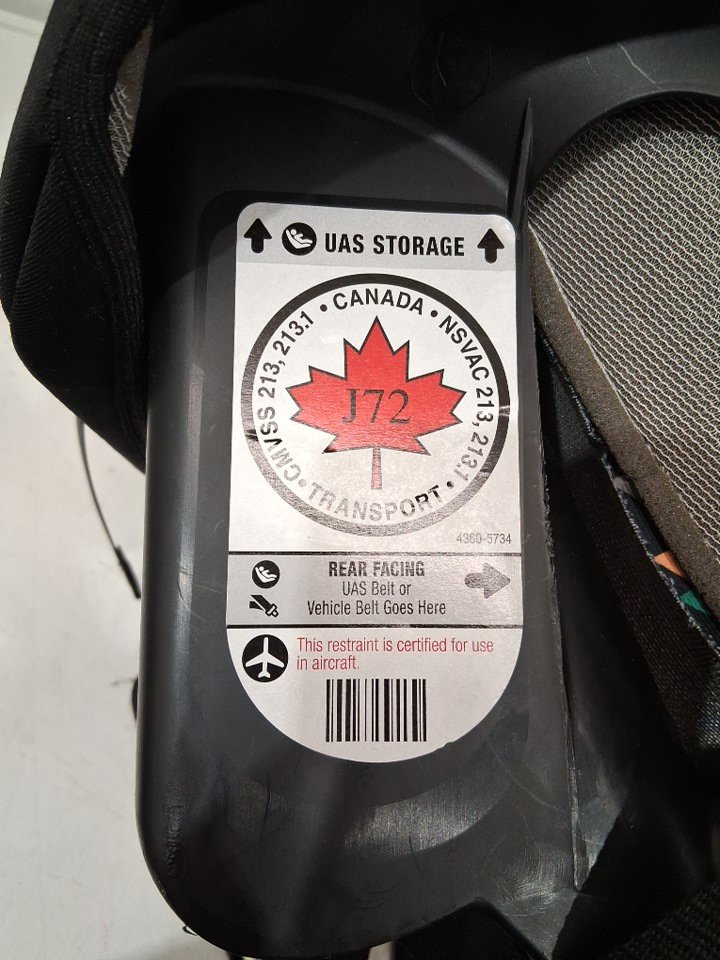 UAS STORAGE
CMVSS 213, 213.1 • CANADA • NSVAC 213, 213.1 • TRANSPORT •
J72
4360-5734
REAR FACING
UAS Belt or
Vehicle Belt Goes Here
This restraint is certified for use
in aircraft.